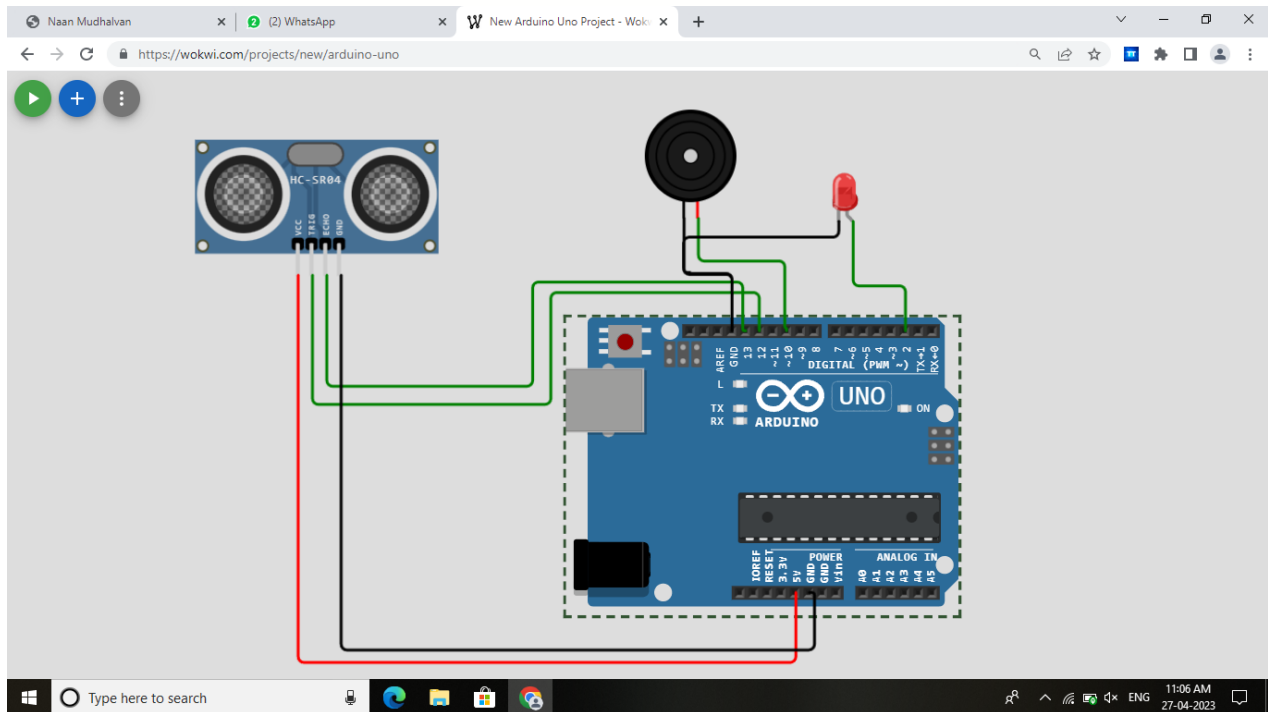 Naan Mudhalvan
2 (2) WhatsApp
New Arduino Uno Project - Wok
https://wokwi.com/projects/new/arduino-uno
HC-SR04
VCC
TRIG
ECHO
GND
AREF
GND
13
12
~11
~10
~9
8
7
~6
~5
4
~3
2
TX→1
RX←0
DIGITAL (PWM ~)
L
TX
RX
UNO
ON
ARDUINO
POWER
ANALOG IN
IOREF
RESET
3.3V
5V
GND
GND
Vin
A0
A1
A2
A3
A4
A5
Type here to search
ENG
11:06 AM
27-04-2023